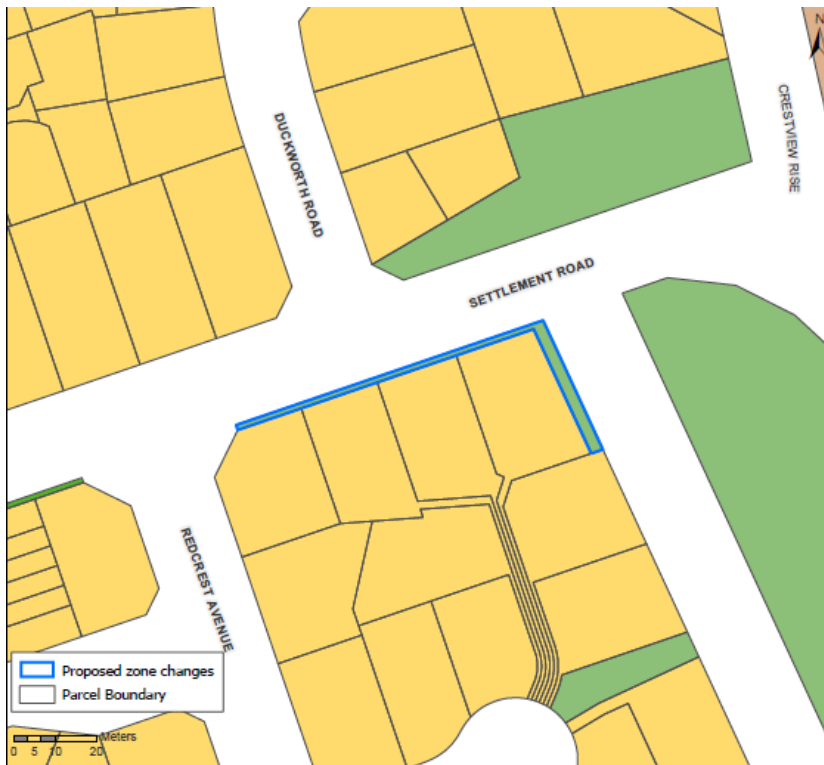 N
CRESTVIEW RISE
DUCKWORTH ROAD
SETTLEMENT ROAD
REDCREST AVENUE
Proposed zone changes
Parcel Boundary
Meters
0 5 10 20